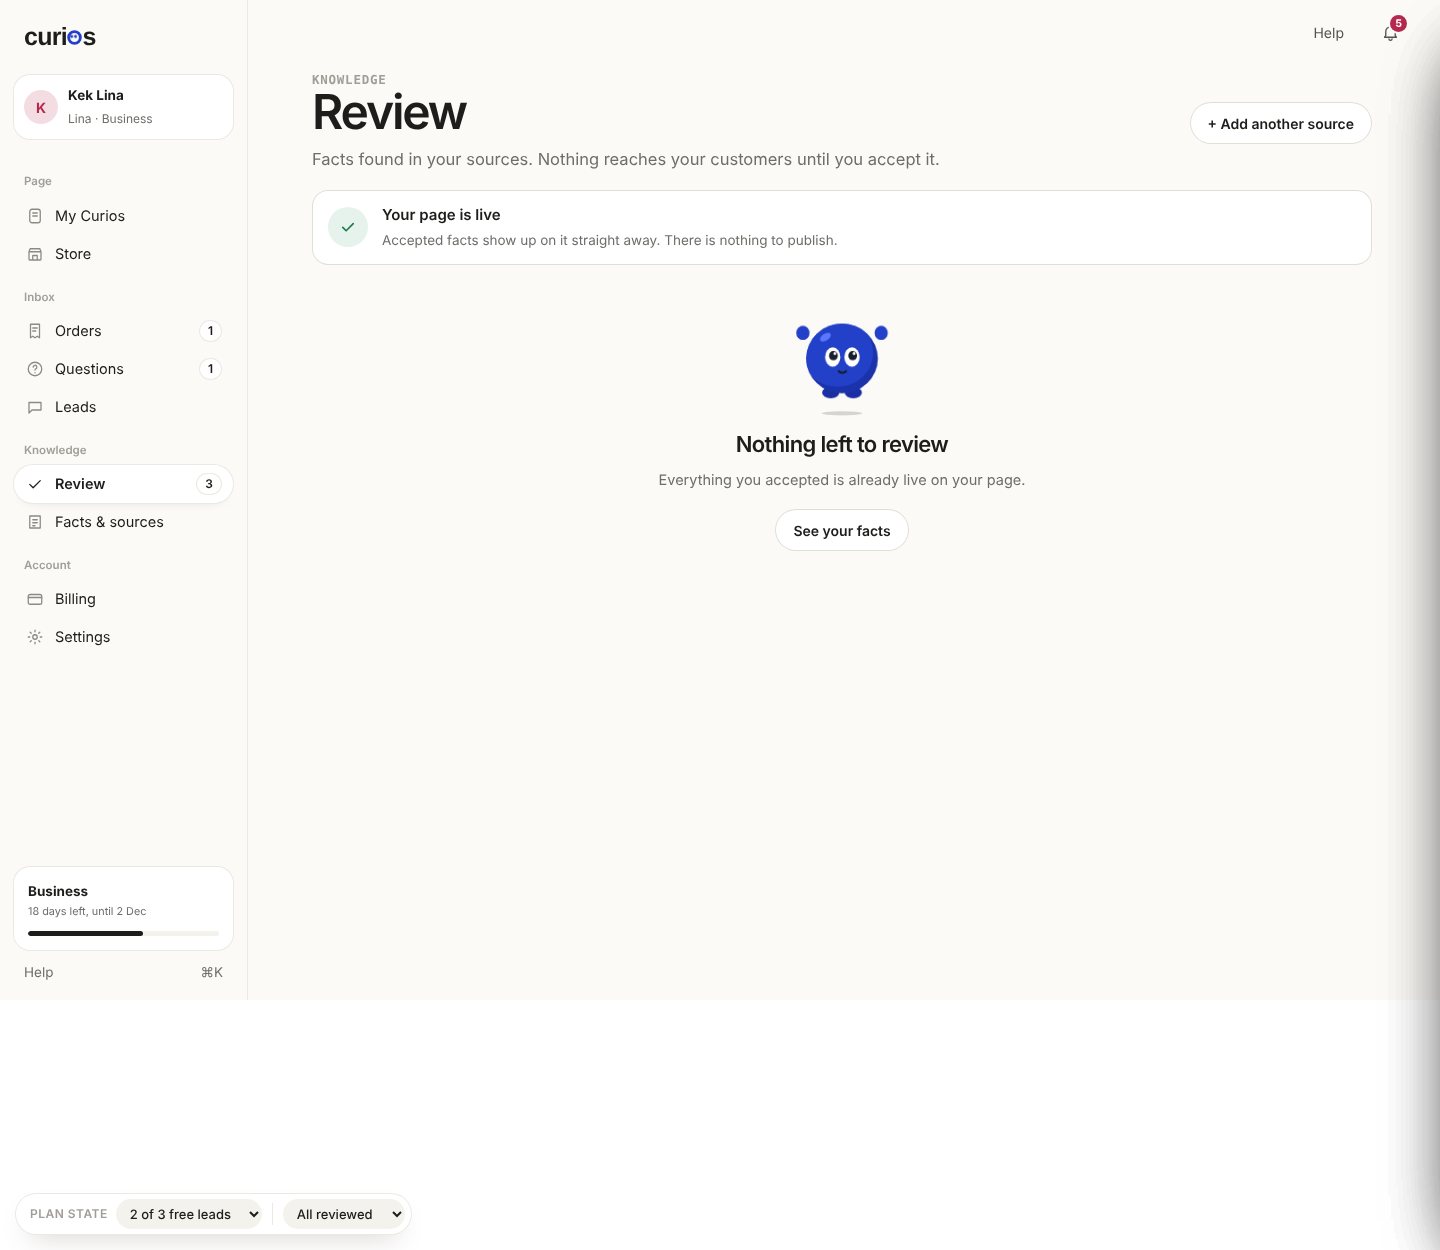 curios
Kek Lina
Lina · Business
Page
My Curios
Store
Inbox
Orders 1
Questions 1
Leads
Knowledge
Review 3
Facts & sources
Account
Billing
Settings
Business
18 days left, until 2 Dec
Help ⌘K
Help 5
KNOWLEDGE
Review
+ Add another source
Facts found in your sources. Nothing reaches your customers until you accept it.
Your page is live
Accepted facts show up on it straight away. There is nothing to publish.
Nothing left to review
Everything you accepted is already live on your page.
See your facts
PLAN STATE 2 of 3 free leads All reviewed